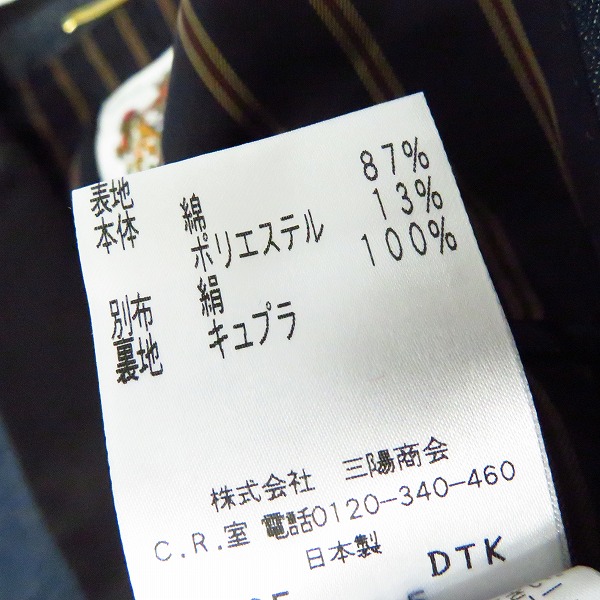 表地
本体 綿 87%
ポリエステル 13%
別布 絹 100%
裏地 キュプラ
株式会社 三陽商会
C.R.室 電話0120-340-460
日本製
DTK